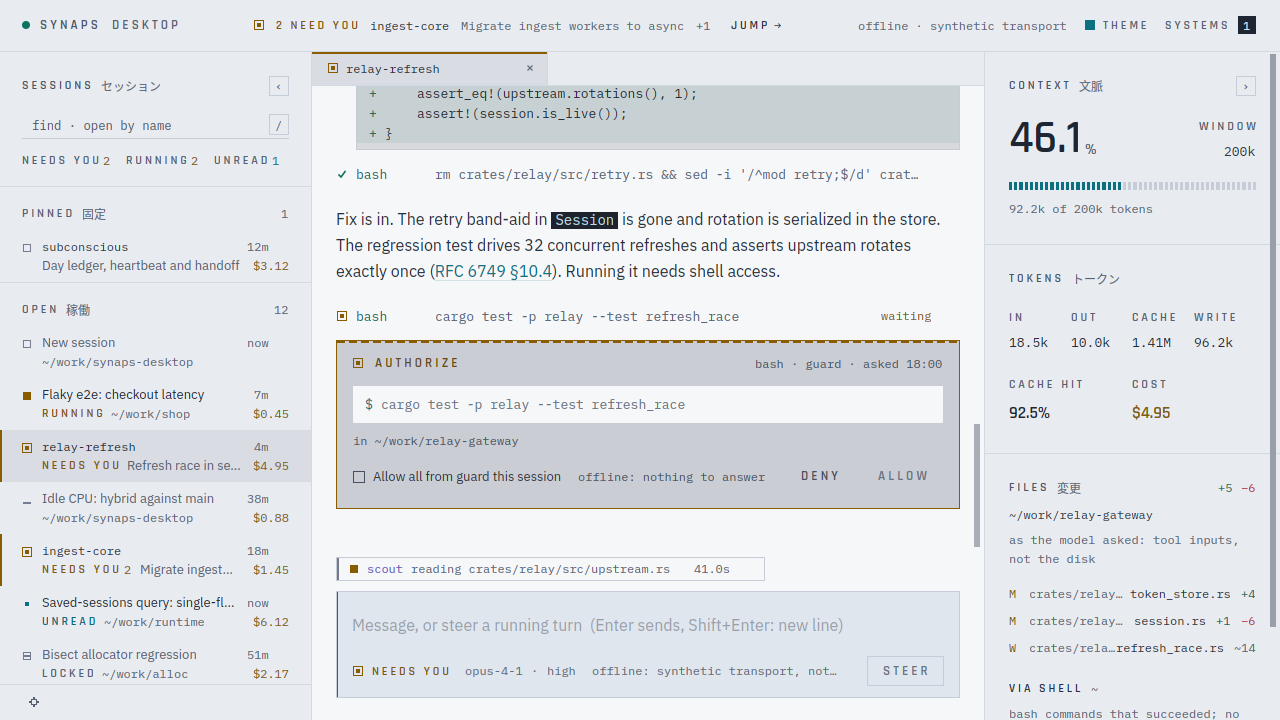 SYNAPS DESKTOP
2 NEED YOU ingest-core Migrate ingest workers to async +1 JUMP →
offline · synthetic transport THEME SYSTEMS 1
SESSIONS セッション ‹
find · open by name /
NEEDS YOU 2 RUNNING 2 UNREAD 1
PINNED 固定 1
subconscious 12m
Day ledger, heartbeat and handoff $3.12
OPEN 稼働 12
New session now
~/work/synaps-desktop
Flaky e2e: checkout latency 7m
RUNNING ~/work/shop $0.45
relay-refresh 4m
NEEDS YOU Refresh race in se… $4.95
Idle CPU: hybrid against main 38m
~/work/synaps-desktop $0.88
ingest-core 18m
NEEDS YOU 2 Migrate ingest… $1.45
Saved-sessions query: single-fl… now
UNREAD ~/work/runtime $6.12
Bisect allocator regression 51m
LOCKED ~/work/alloc $2.17
relay-refresh ×
+ assert_eq!(upstream.rotations(), 1);
+ assert!(session.is_live());
+ }
✓ bash rm crates/relay/src/retry.rs && sed -i '/^mod retry;$/d' crat…
Fix is in. The retry band-aid in Session is gone and rotation is serialized in the store.
The regression test drives 32 concurrent refreshes and asserts upstream rotates
exactly once (RFC 6749 §10.4). Running it needs shell access.
bash cargo test -p relay --test refresh_race waiting
AUTHORIZE bash · guard · asked 18:00
$ cargo test -p relay --test refresh_race
in ~/work/relay-gateway
Allow all from guard this session offline: nothing to answer DENY ALLOW
scout reading crates/relay/src/upstream.rs 41.0s
Message, or steer a running turn (Enter sends, Shift+Enter: new line)
NEEDS YOU opus-4-1 · high offline: synthetic transport, not… STEER
CONTEXT 文脈 ›
46.1% WINDOW
200k
92.2k of 200k tokens
TOKENS トークン
IN OUT CACHE WRITE
18.5k 10.0k 1.41M 96.2k
CACHE HIT COST
92.5% $4.95
FILES 変更 +5 −6
~/work/relay-gateway
as the model asked: tool inputs,
not the disk
M crates/relay… token_store.rs +4
M crates/relay… session.rs +1 −6
W crates/rela…refresh_race.rs ~14
VIA SHELL ~
bash commands that succeeded; no